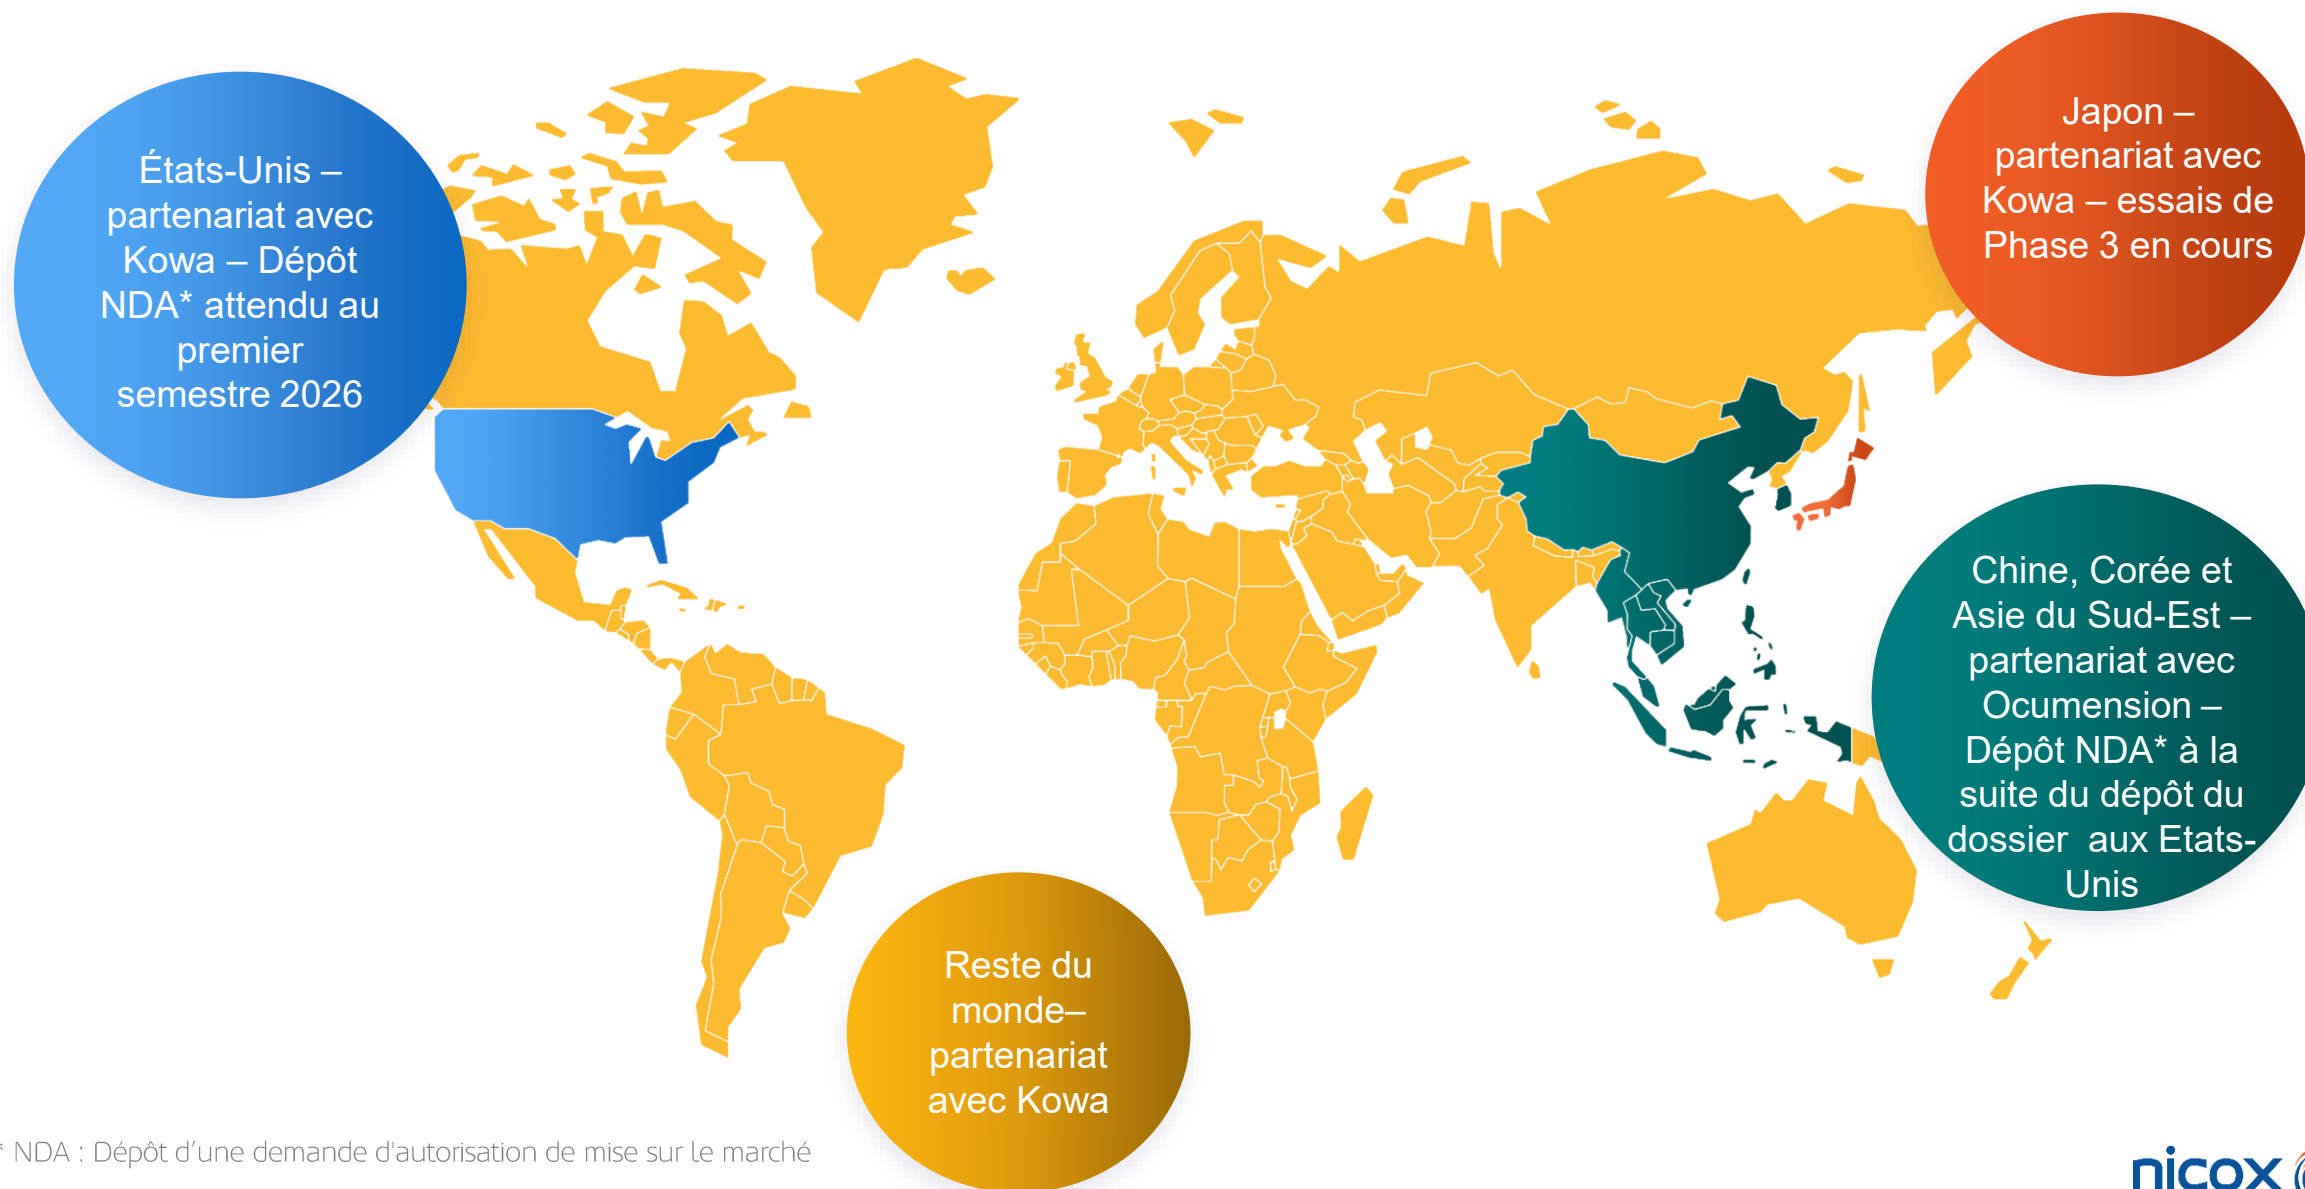 États-Unis –
partenariat avec
Kowa – Dépôt
NDA* attendu au
premier
semestre 2026
Japon –
partenariat avec
Kowa – essais de
Phase 3 en cours
Chine, Corée et
Asie du Sud-Est –
partenariat avec
Ocumension –
Dépôt NDA* à la
suite du dépôt du
dossier  aux Etats-
Unis
Reste du
monde–
partenariat
avec Kowa
* NDA : Dépôt d’une demande d'autorisation de mise sur le marché
nicox